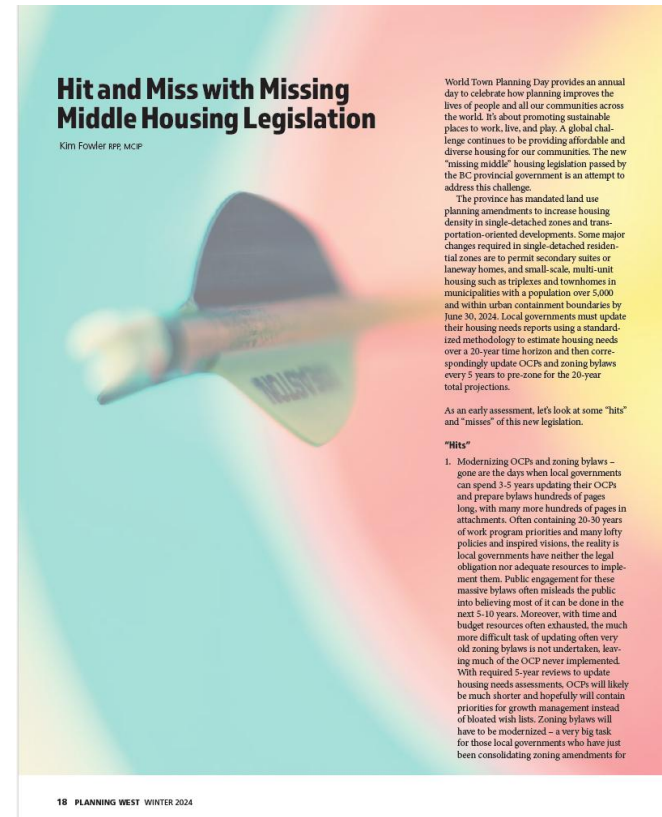 Hit and Miss with Missing
Middle Housing Legislation
Kim Fowler RPP, MCIP
World Town Planning Day provides an annual
day to celebrate how planning improves the
lives of people and all our communities across
the world. It's about promoting sustainable
places to work, live, and play. A global chal-
lenge continues to be providing affordable and
diverse housing for our communities. The new
"missing middle" housing legislation passed by
the BC provincial government is an attempt to
address this challenge.
The province has mandated land use
planning amendments to increase housing
density in single-detached zones and trans-
portation-oriented developments. Some major
changes required in single-detached residen-
tial zones are to permit secondary suites or
laneway homes, and small-scale, multi-unit
housing such as triplexes and townhomes in
municipalities with a population over 5,000
and within urban containment boundaries by
June 30, 2024. Local governments must update
their housing needs reports using a standard-
ized methodology to estimate housing needs
over a 20-year time horizon and then corre-
spondingly update OCPs and zoning bylaws
every 5 years to pre-zone for the 20-year
total projections.
As an early assessment, let's look at some "hits"
and "misses" of this new legislation.
"Hits"
1. Modernizing OCPs and zoning bylaws –
gone are the days when local governments
can spend 3-5 years updating their OCPs
and prepare bylaws hundreds of pages
long, with many more hundreds of pages in
attachments. Often containing 20-30 years
of work program priorities and many lofty
policies and inspired visions, the reality is
local governments have neither the legal
obligation nor adequate resources to imple-
ment them. Public engagement for these
massive bylaws often misleads the public
into believing most of it can be done in the
next 5-10 years. Moreover, with time and
budget resources often exhausted, the much
more difficult task of updating often very
old zoning bylaws is not undertaken, leav-
ing much of the OCP never implemented.
With required 5-year reviews to update
housing needs assessments, OCPs will likely
be much shorter and hopefully will contain
priorities for growth management instead
of bloated wish lists. Zoning bylaws will
have to be modernized – a very big task
for those local governments who have just
been consolidating zoning amendments for
18 PLANNING WEST WINTER 2024